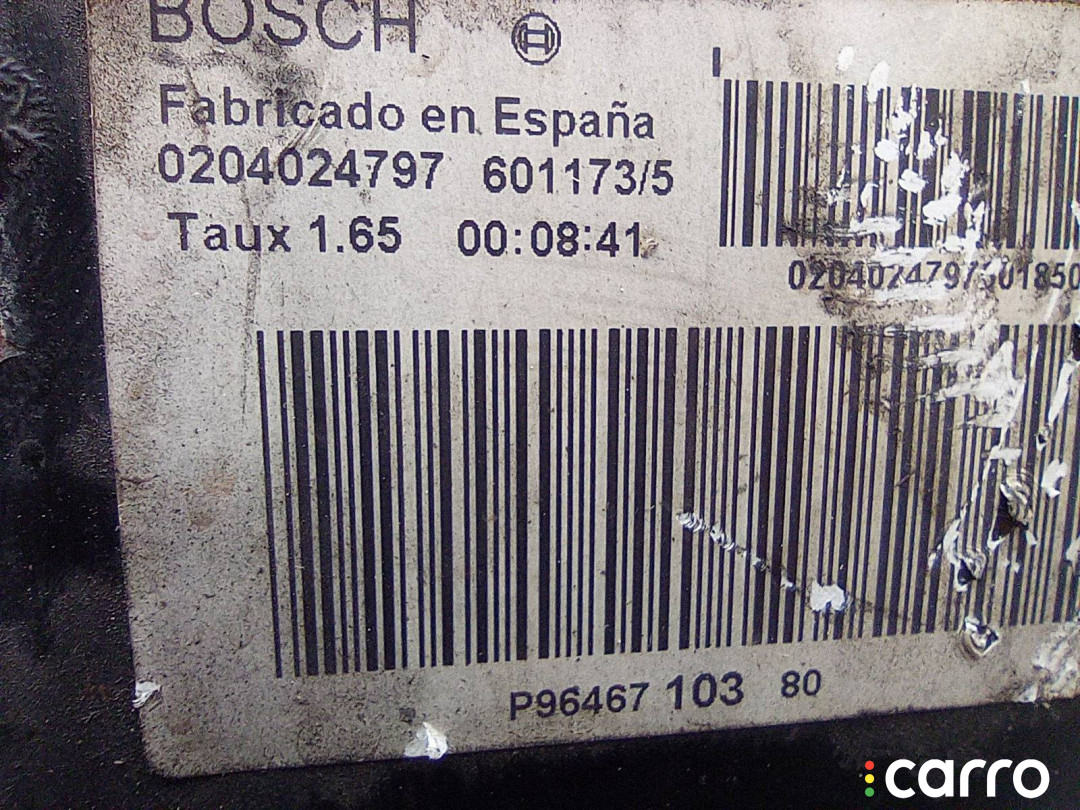 BOSCH
Fabricado en España
0204024797 601173/5
Taux 1.65 00:08:41
P96467 103 80
carro